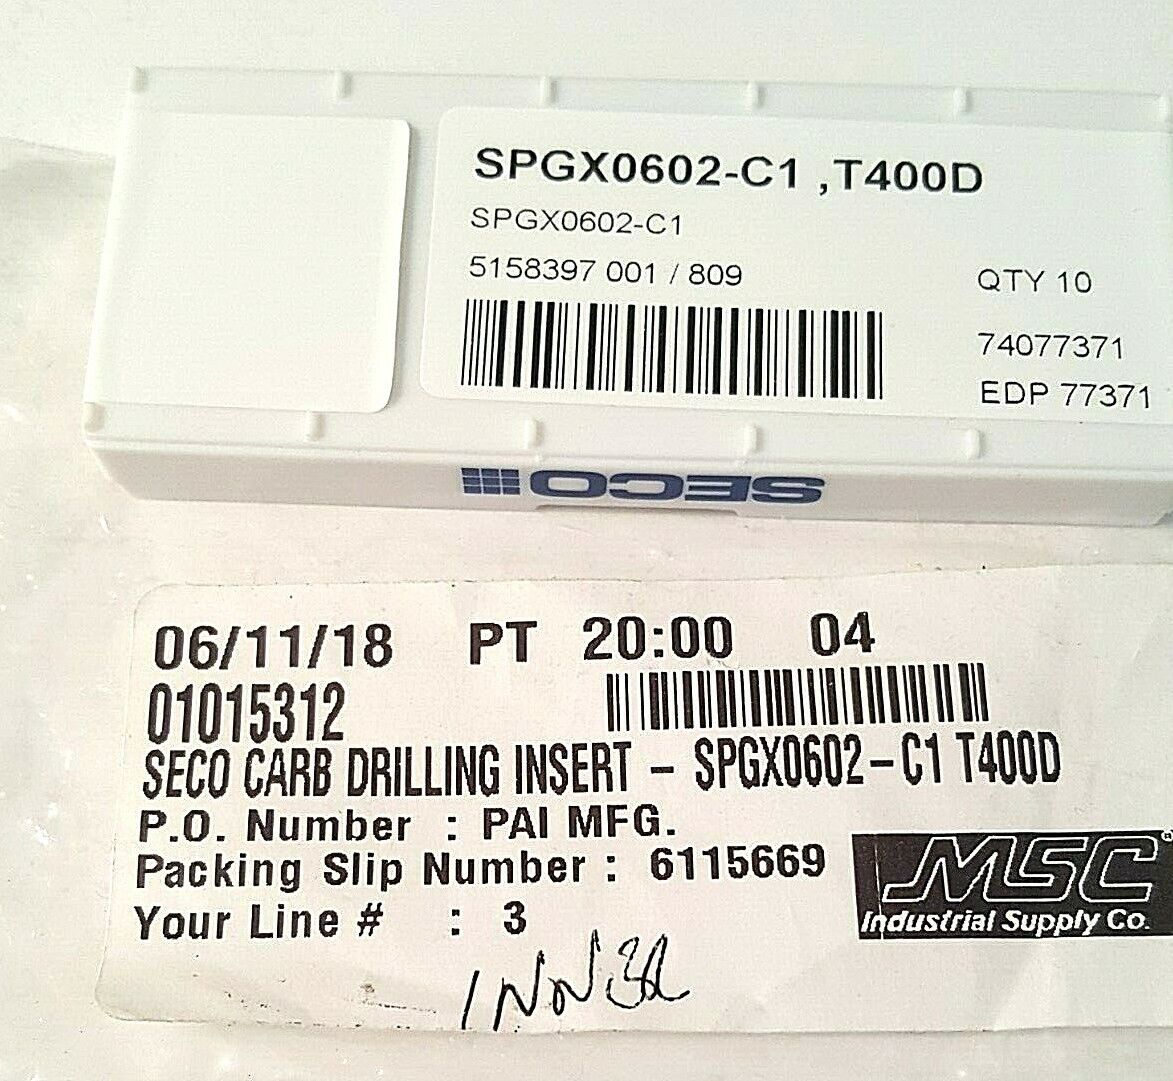 SPGX0602-C1 ,T400D
SPGX0602-C1
5158397 001 / 809
QTY 10
74077371
EDP 77371
SECO
06/11/18 PT 20:00 04
01015312
SECO CARB DRILLING INSERT - SPGX0602-C1 T400D
P.O. Number : PAI MFG.
Packing Slip Number : 6115669
Your Line # : 3
MSC®
Industrial Supply Co.
INNER